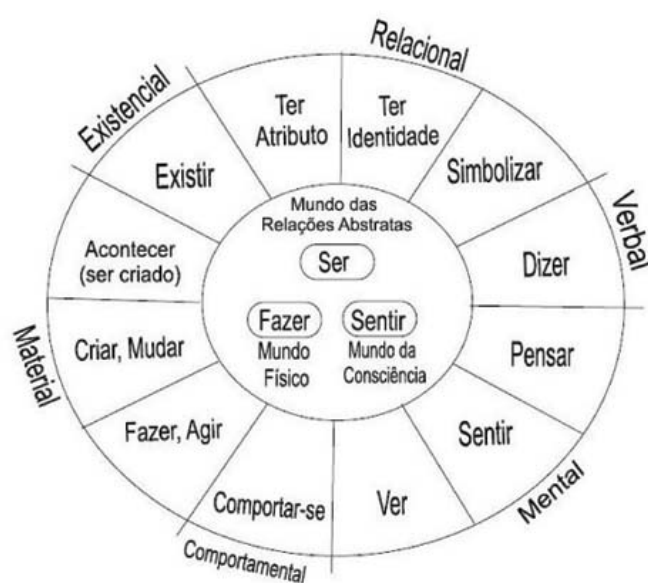 Relacional
Existencial
Ter
Atributo
Ter
Identidade
Simbolizar
Existir
Verbal
Mundo das
Relações Abstratas
Ser
Acontecer
(ser criado)
Dizer
Fazer
Sentir
Mundo
Físico
Mundo da
Consciência
Material
Criar, Mudar
Pensar
Fazer, Agir
Sentir
Comportar-se
Ver
Mental
Comportamental